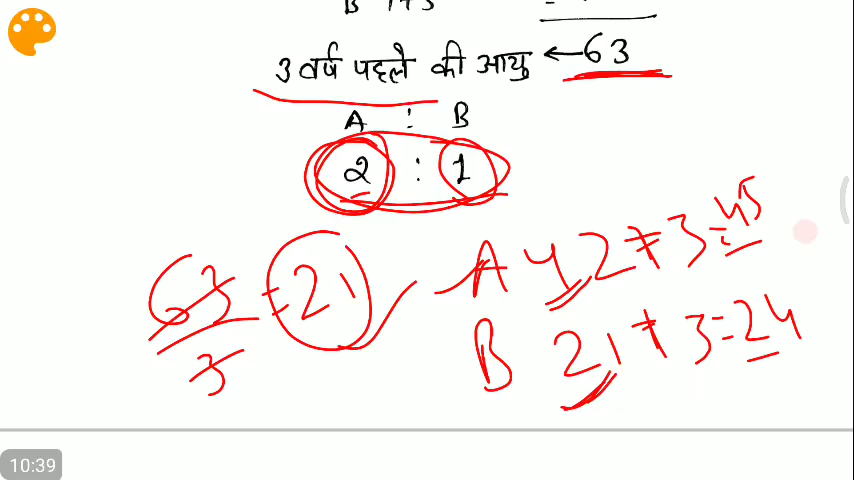 3 वर्ष पहले की आयु ← 63
A : B
2 : 1
63/3 = 21
A 42 + 3 = 45
B 21 + 3 = 24
10:39